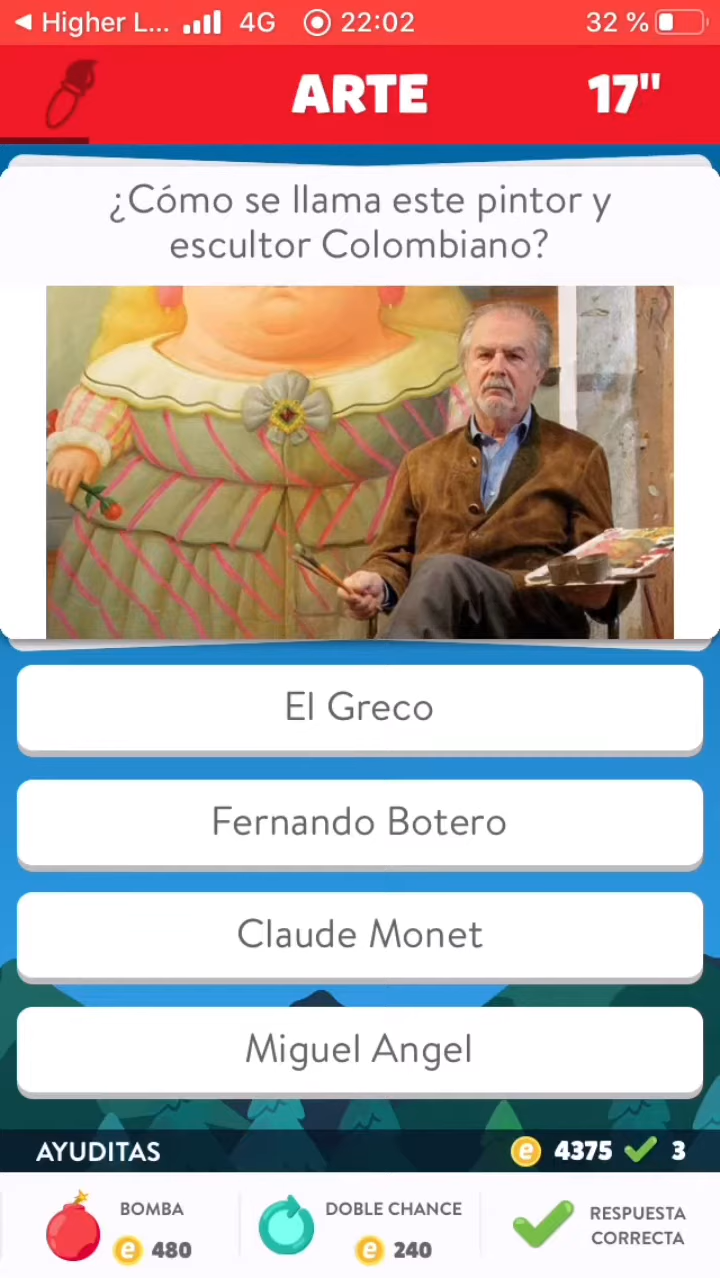 ◀ Higher L... 4G 22:02 32 %
ARTE 17"
¿Cómo se llama este pintor y
escultor Colombiano?
El Greco
Fernando Botero
Claude Monet
Miguel Angel
AYUDITAS e 4375 3
BOMBA
e 480
DOBLE CHANCE
e 240
RESPUESTA
CORRECTA